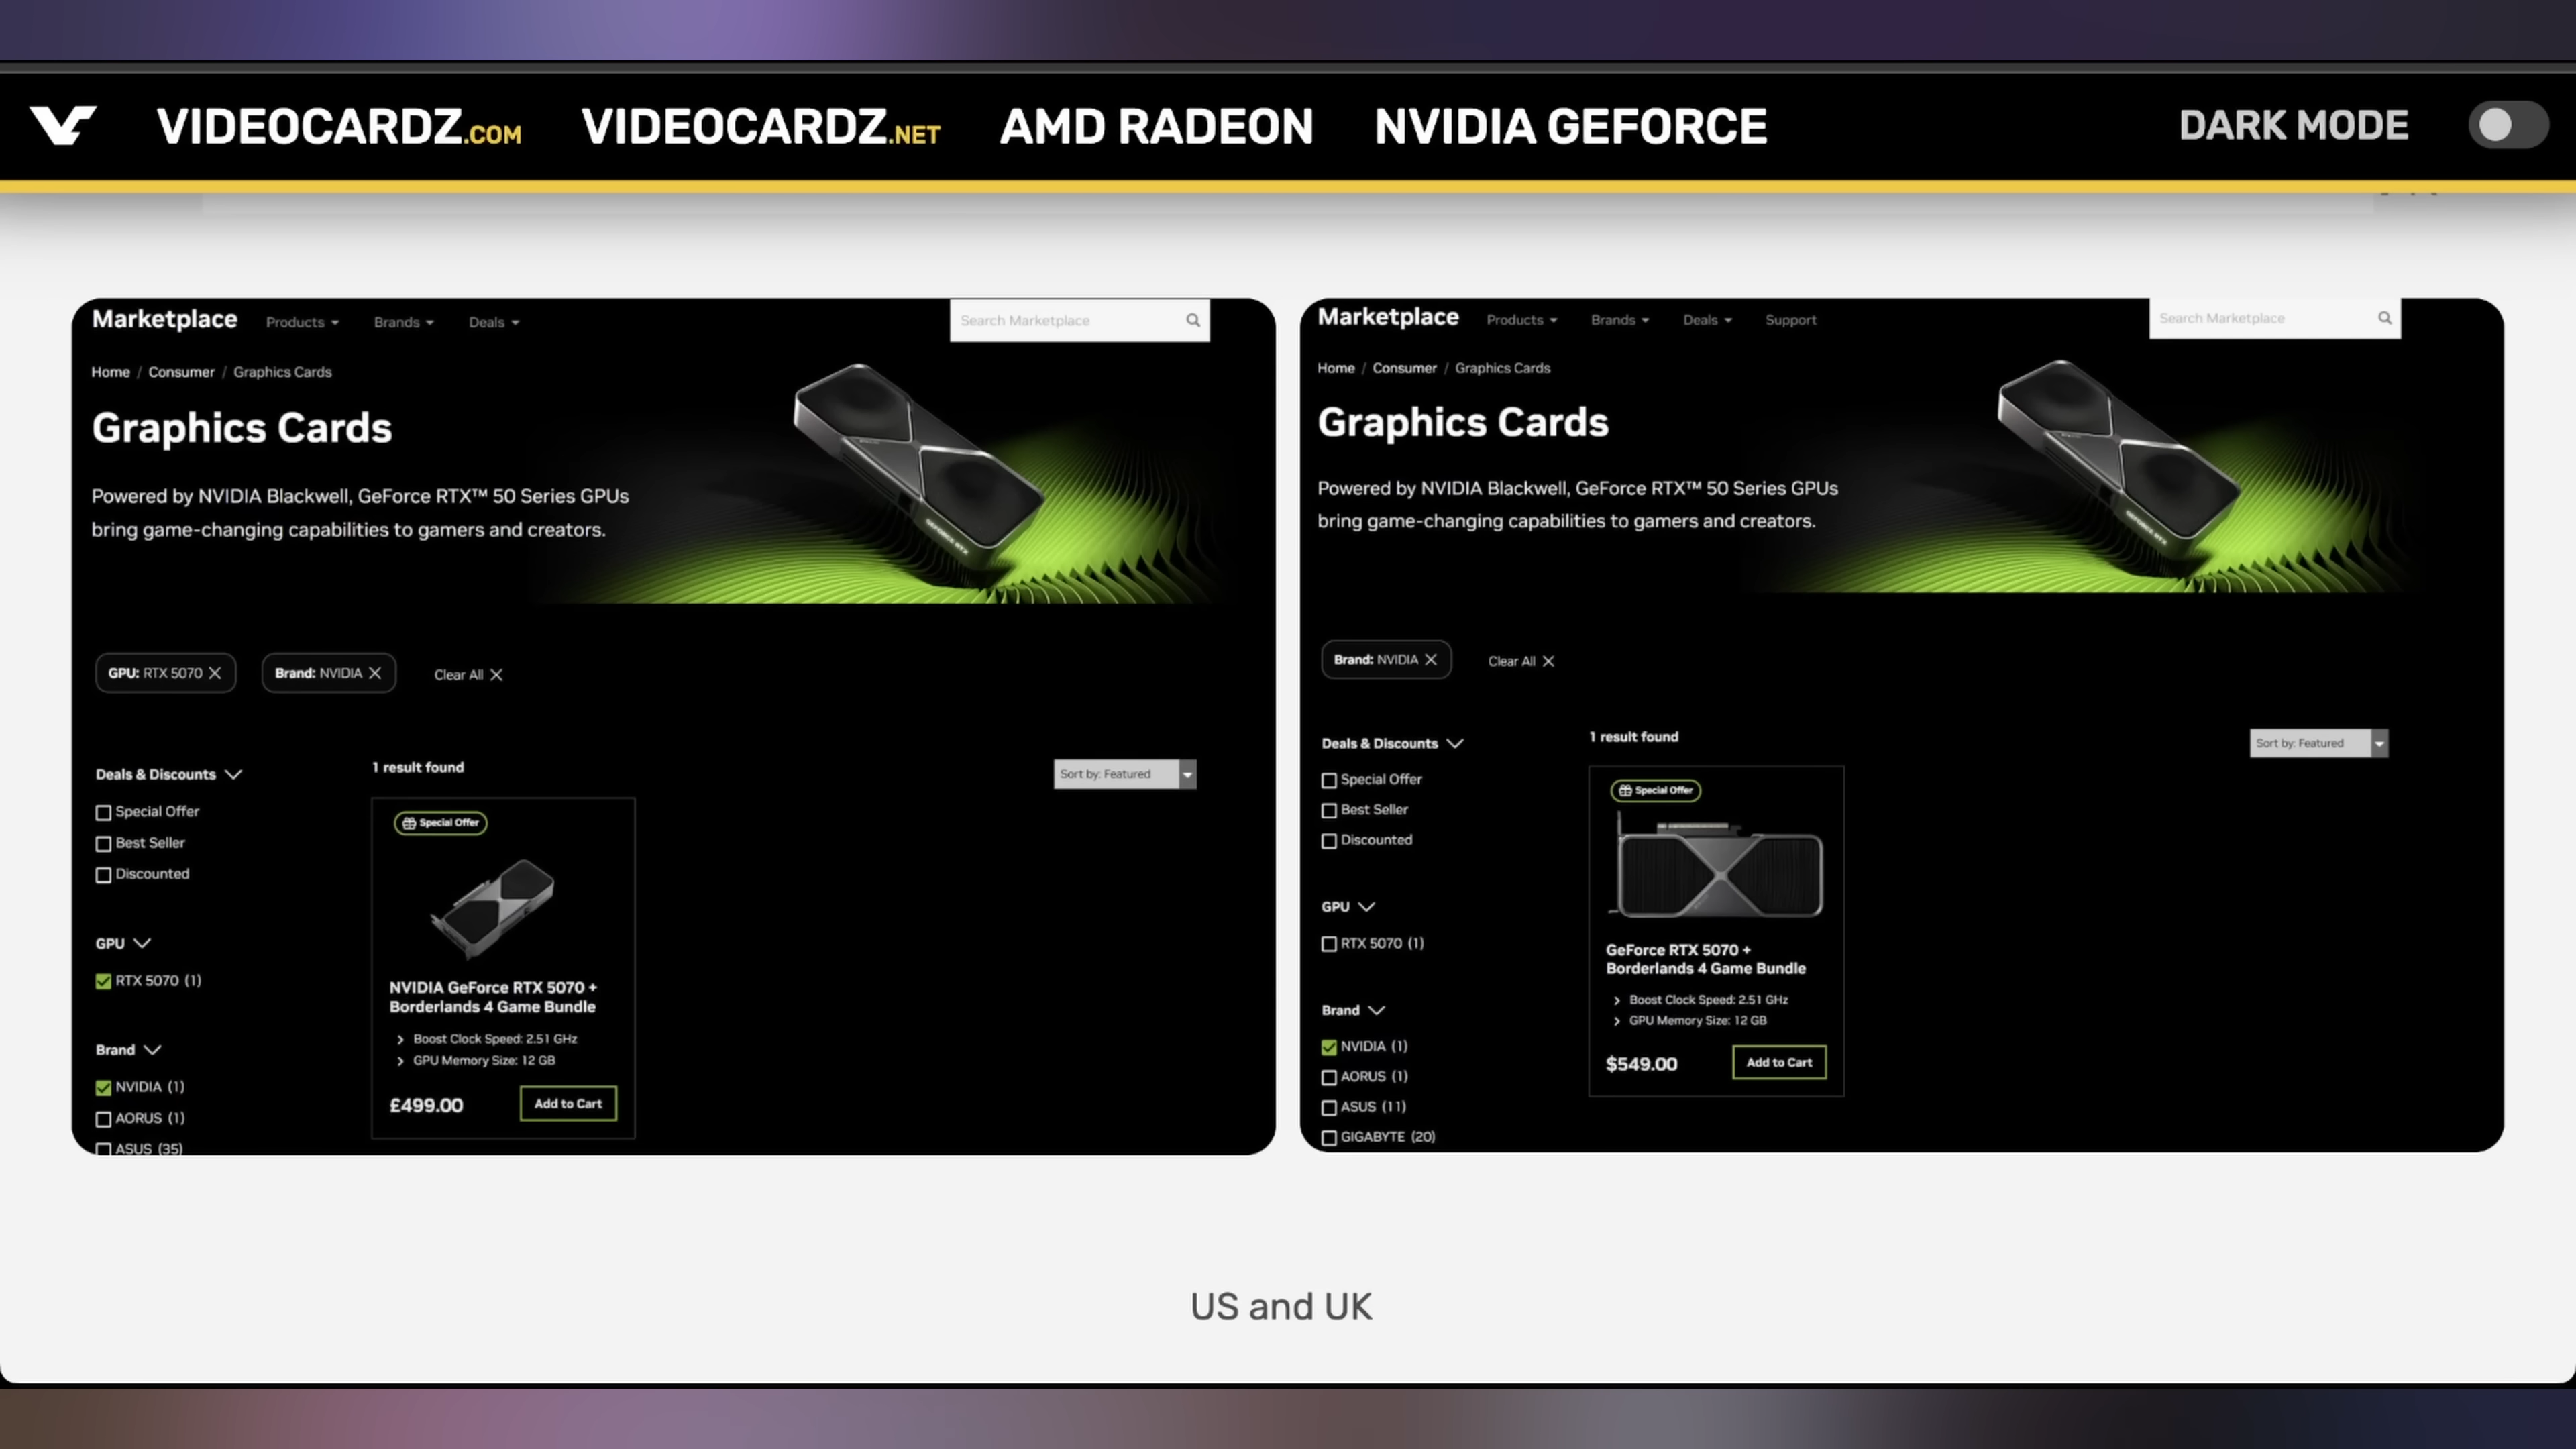 VIDEOCARDZ.COM VIDEOCARDZ.NET AMD RADEON NVIDIA GEFORCE DARK MODE
Marketplace Products Brands Deals Search Marketplace
Home / Consumer / Graphics Cards
Graphics Cards
Powered by NVIDIA Blackwell, GeForce RTX™ 50 Series GPUs
bring game-changing capabilities to gamers and creators.
GEFORCE RTX
GPU: RTX 5070 Brand: NVIDIA Clear All
1 result found
Sort by: Featured
Deals & Discounts
Special Offer
Best Seller
Discounted
GPU
RTX 5070 (1)
Brand
NVIDIA (1)
AORUS (1)
ASUS (35)
Special Offer
NVIDIA GeForce RTX 5070 +
Borderlands 4 Game Bundle
Boost Clock Speed: 2.51 GHz
GPU Memory Size: 12 GB
£499.00 Add to Cart
Marketplace Products Brands Deals Support Search Marketplace
Home / Consumer / Graphics Cards
Graphics Cards
Powered by NVIDIA Blackwell, GeForce RTX™ 50 Series GPUs
bring game-changing capabilities to gamers and creators.
GEFORCE RTX
Brand: NVIDIA Clear All
1 result found
Sort by: Featured
Deals & Discounts
Special Offer
Best Seller
Discounted
GPU
RTX 5070 (1)
Brand
NVIDIA (1)
AORUS (1)
ASUS (11)
GIGABYTE (20)
Special Offer
GeForce RTX 5070 +
Borderlands 4 Game Bundle
Boost Clock Speed: 2.51 GHz
GPU Memory Size: 12 GB
$549.00 Add to Cart
US and UK